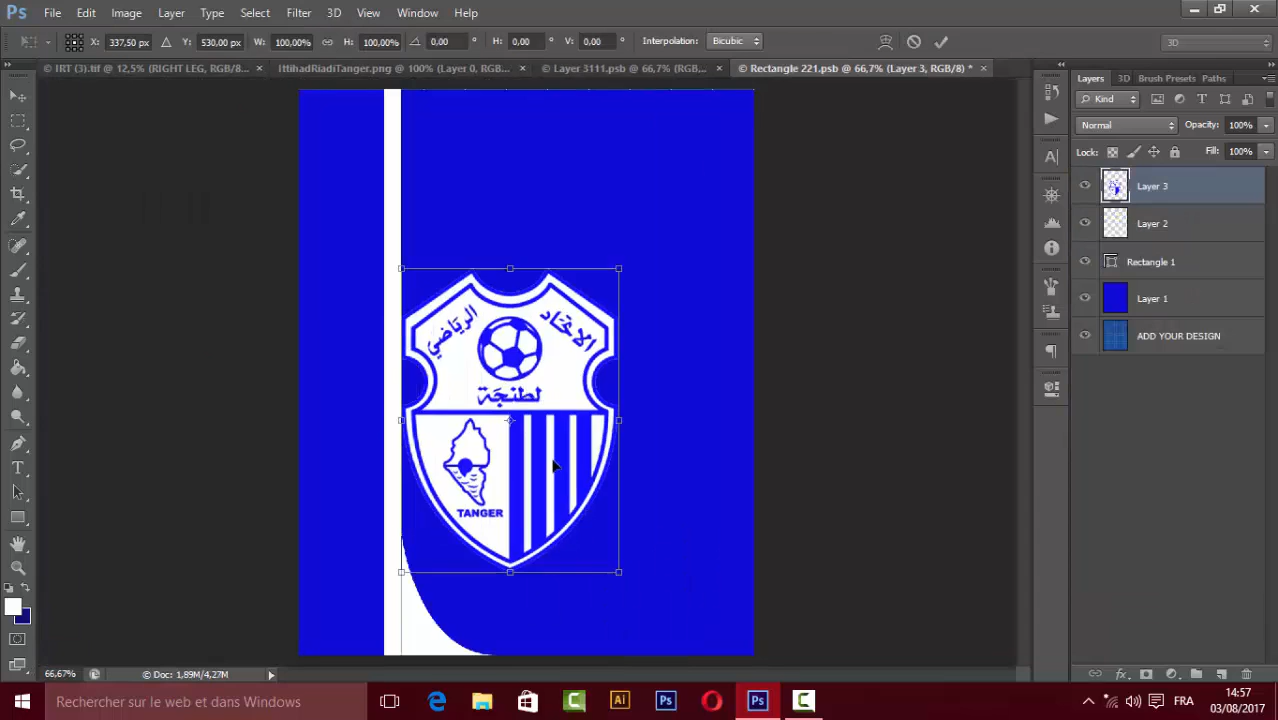 Ps File Edit Image Layer Type Select Filter 3D View Window Help
X: 337,50 px Y: 530,00 px W: 100,00% H: 100,00% 0,00 ° H: 0,00 ° V: 0,00 ° Interpolation: Bicubic 3D
© IRT (3).tif @ 12,5% (RIGHT LEG, RGB/8... × IttihadRiadiTanger.png @ 100% (Layer 0, RGB... × © Layer 3111.psb @ 66,7% (RGB,... × © Rectangle 221.psb @ 66,7% (Layer 3, RGB/8) * ×
Layers 3D Brush Presets Paths
Kind
Normal Opacity: 100%
Lock: Fill: 100%
Layer 3
Layer 2
Rectangle 1
Layer 1
ADD YOUR DESIGN
الاتحاد الرياضي
لطنجة
TANGER
66,67% © Doc: 1,89M/4,27M
Rechercher sur le web et dans Windows
FRA
14:57
03/08/2017